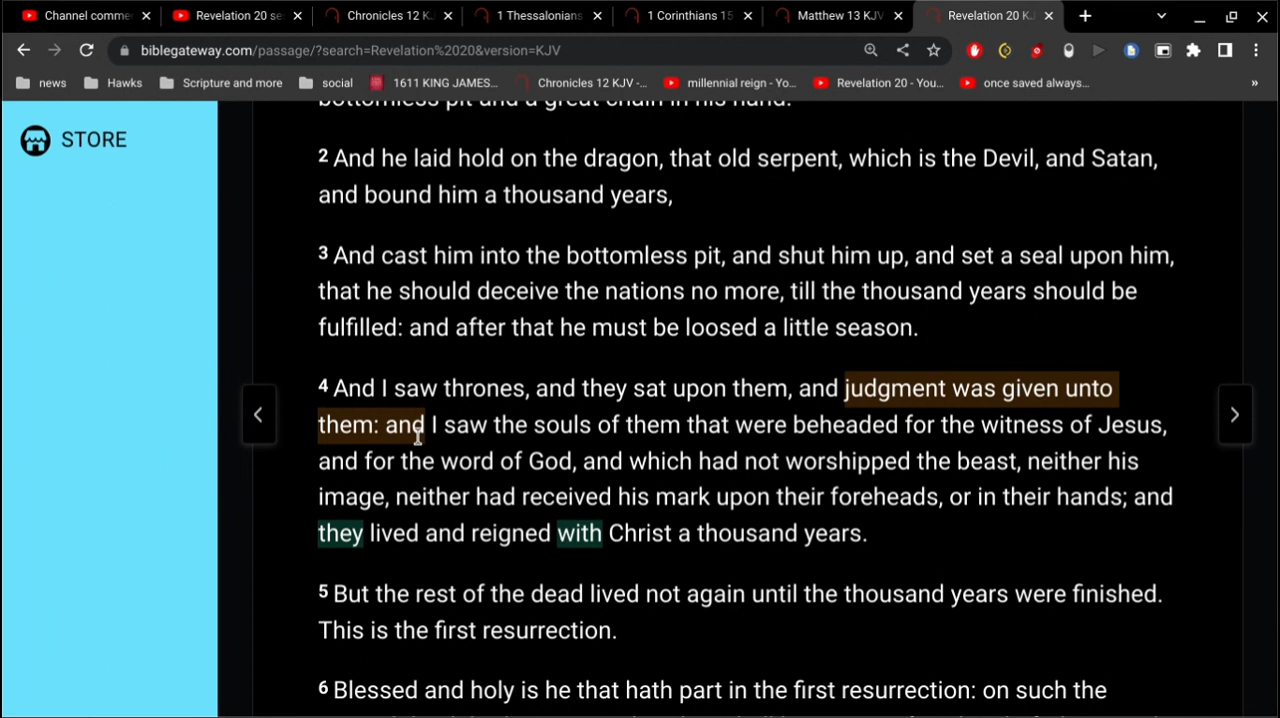 Channel comme
Revelation 20 se
Chronicles 12 K
1 Thessalonians
1 Corinthians 15
Matthew 13 KJV
Revelation 20 KJ
biblegateway.com/passage/?search=Revelation%2020&version=KJV
news
Hawks
Scripture and more
social
1611 KING JAMES...
Chronicles 12 KJV -...
millennial reign - Yo...
Revelation 20 - You...
once saved always...
»
STORE
bottomless pit and a great chain in his hand.
2 And he laid hold on the dragon, that old serpent, which is the Devil, and Satan,
and bound him a thousand years,
3 And cast him into the bottomless pit, and shut him up, and set a seal upon him,
that he should deceive the nations no more, till the thousand years should be
fulfilled: and after that he must be loosed a little season.
4 And I saw thrones, and they sat upon them, and judgment was given unto
them: and I saw the souls of them that were beheaded for the witness of Jesus,
and for the word of God, and which had not worshipped the beast, neither his
image, neither had received his mark upon their foreheads, or in their hands; and
they lived and reigned with Christ a thousand years.
5 But the rest of the dead lived not again until the thousand years were finished.
This is the first resurrection.
6 Blessed and holy is he that hath part in the first resurrection: on such the